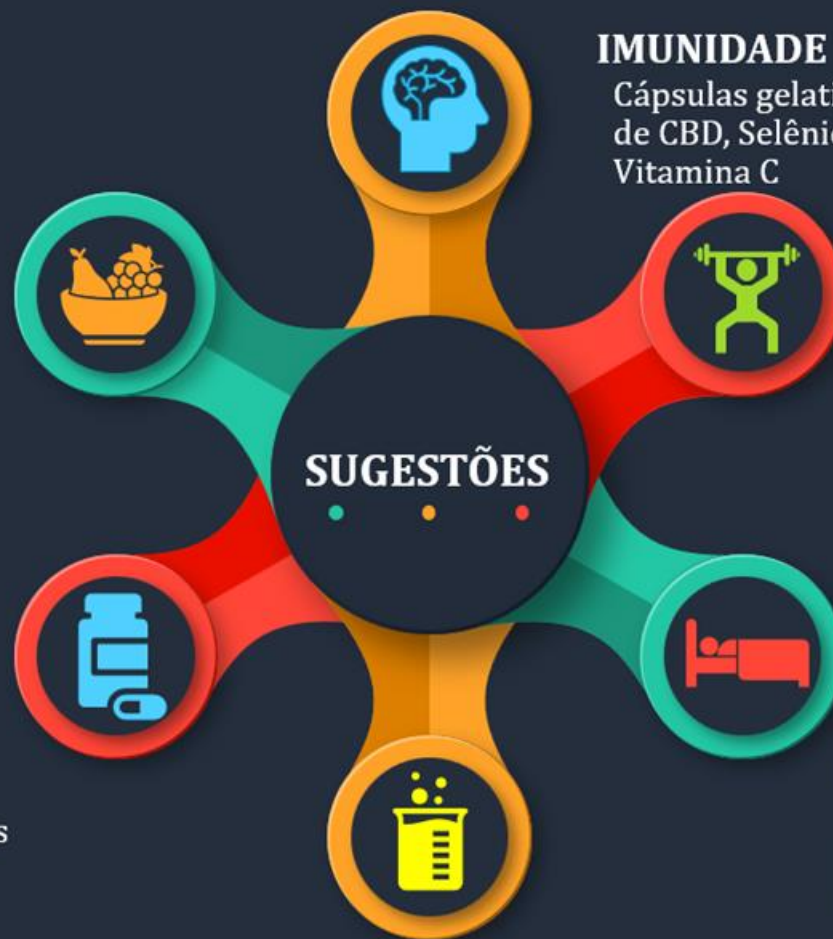 IMUNIDADE
Cápsulas
de CBD,
Vitamina C
SUGESTÕES
s